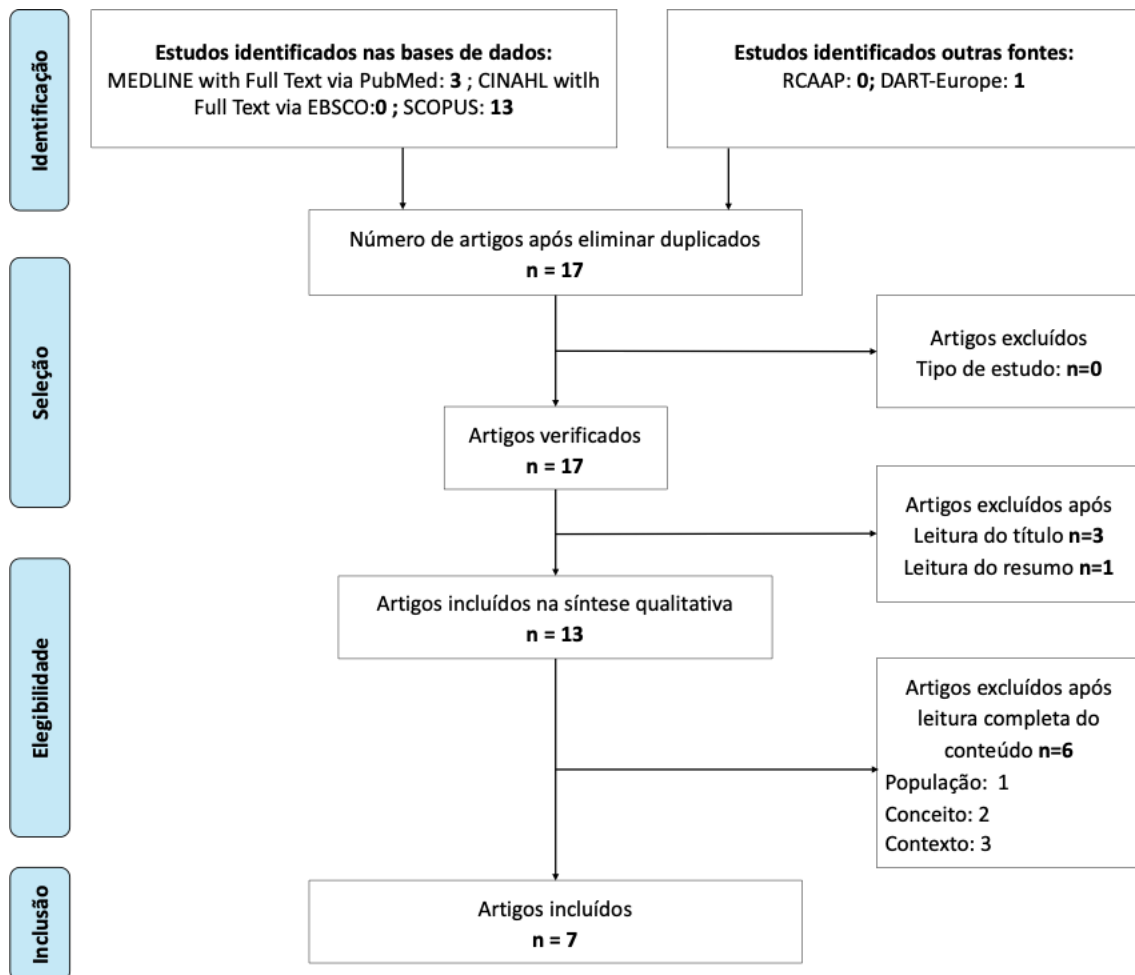 Identificação
Estudos identificados nas bases de dados:
MEDLINE with Full Text via PubMed: 3 ; CINAHL witlh
Full Text via EBSCO:0 ; SCOPUS: 13
Estudos identificados outras fontes:
RCAAP: 0; DART-Europe: 1
Número de artigos após eliminar duplicados
n = 17
Seleção
Artigos excluídos
Tipo de estudo: n=0
Artigos verificados
n = 17
Artigos excluídos após
Leitura do título n=3
Leitura do resumo n=1
Elegibilidade
Artigos incluídos na síntese qualitativa
n = 13
Artigos excluídos após
leitura completa do
conteúdo n=6
População:  1
Conceito: 2
Contexto: 3
Inclusão
Artigos incluídos
n = 7